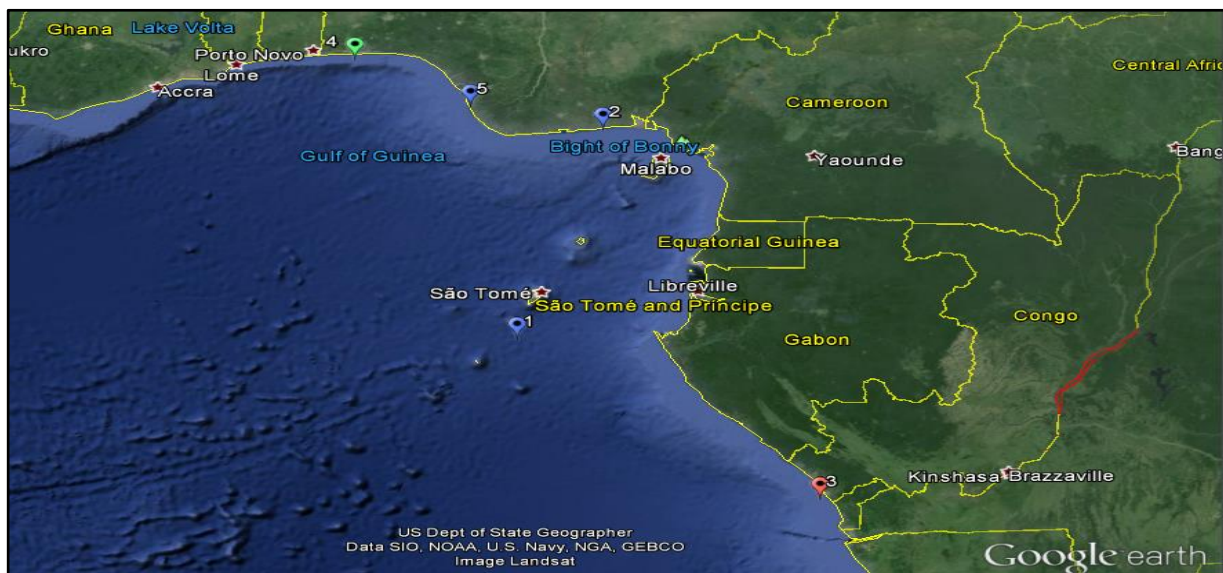 Ghana
Lake Volta
ukro
Porto Novo
4
Lome
Accra
5
2
Central Afric
Cameroon
Gulf of Guinea
Bight of Bonny
Malabo
Yaounde
Bang
Equatorial Guinea
São Tomé
Libreville
São Tomé and Príncipe
1
Congo
Gabon
Kinshasa
Brazzaville
3
US Dept of State Geographer
Data SIO, NOAA, U.S. Navy, NGA, GEBCO
Image Landsat
Google earth